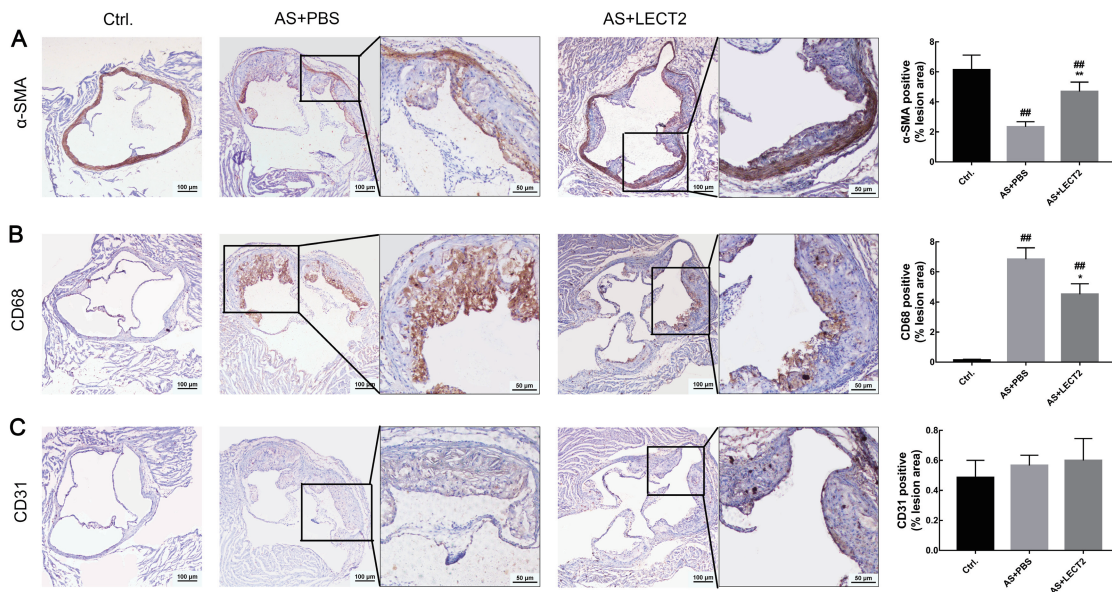 Ctrl.
AS+PBS
AS+LECT2
A
α-SMA
100 μm
100 μm
50 μm
100 μm
50 μm
α-SMA positive
(% lesion area)
8
6
4
2
0
##
##
**
Ctrl.
AS+PBS
AS+LECT2
B
CD68
100 μm
100 μm
50 μm
100 μm
50 μm
CD68 positive
(% lesion area)
8
6
4
2
0
##
##
*
Ctrl.
AS+PBS
AS+LECT2
C
CD31
100 μm
100 μm
50 μm
100 μm
50 μm
CD31 positive
(% lesion area)
0.8
0.6
0.4
0.2
0.0
Ctrl.
AS+PBS
AS+LECT2